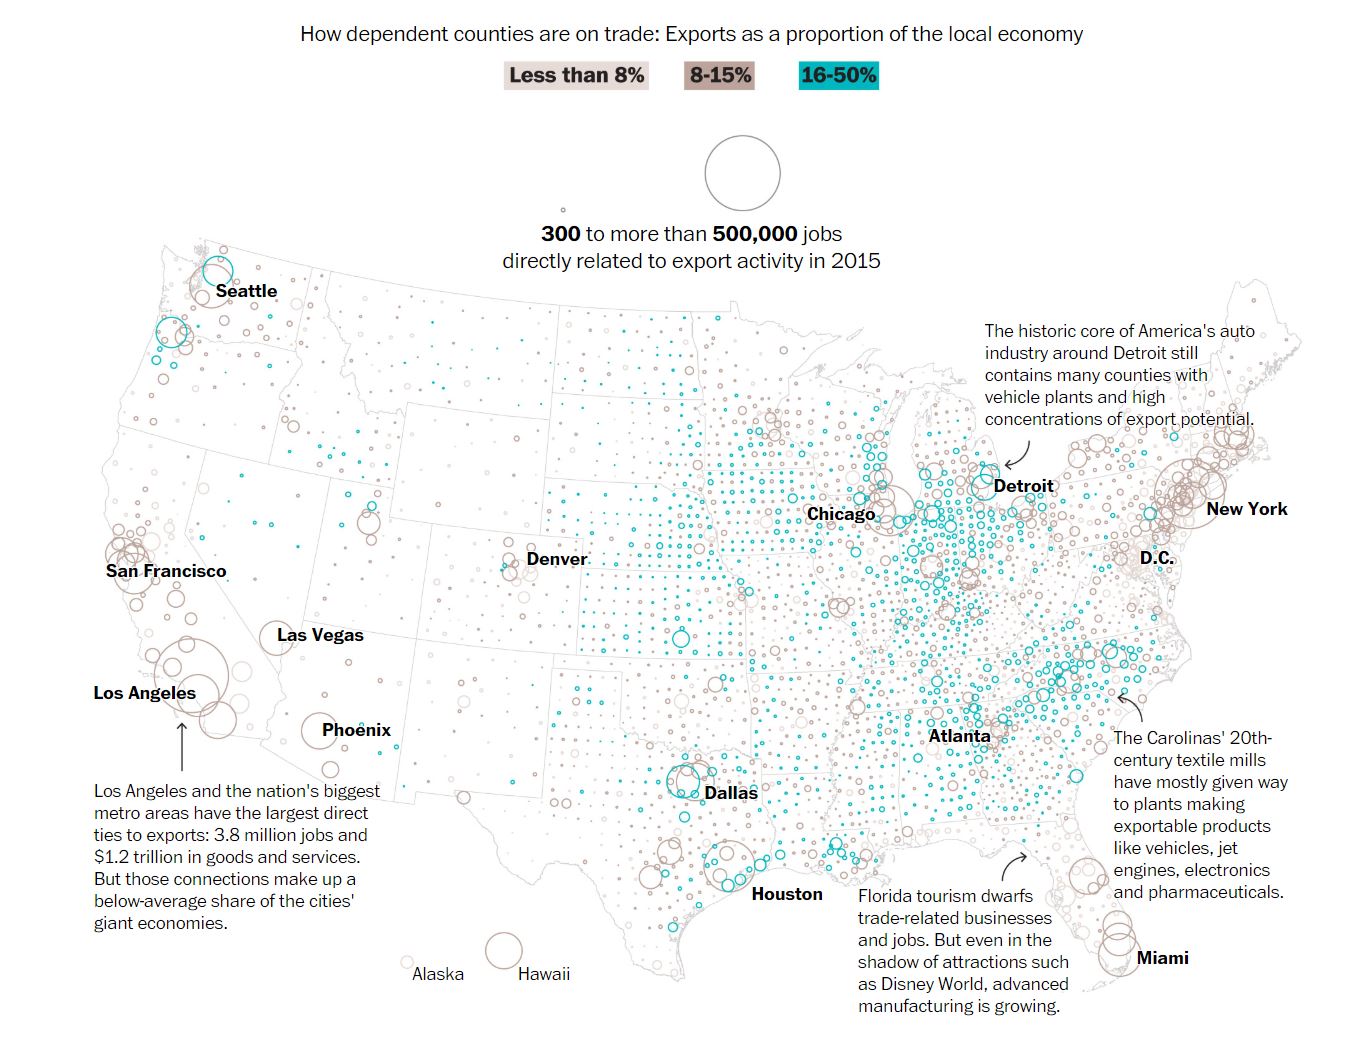 How dependent counties are on trade: Exports as a proportion of the local economy
Less than 8% 8-15% 16-50%
300 to more than 500,000 jobs
directly related to export activity in 2015
Seattle
The historic core of America's auto
industry around Detroit still
contains many counties with
vehicle plants and high
concentrations of export potential.
Detroit
Chicago
New York
Denver
D.C.
San Francisco
Las Vegas
Los Angeles
Phoenix
Atlanta
The Carolinas' 20th-
century textile mills
have mostly given way
to plants making
exportable products
like vehicles, jet
engines, electronics
and pharmaceuticals.
Los Angeles and the nation's biggest
metro areas have the largest direct
ties to exports: 3.8 million jobs and
$1.2 trillion in goods and services.
But those connections make up a
below-average share of the cities'
giant economies.
Dallas
Houston
Florida tourism dwarfs
trade-related businesses
and jobs. But even in the
shadow of attractions such
as Disney World, advanced
manufacturing is growing.
Miami
Alaska
Hawaii